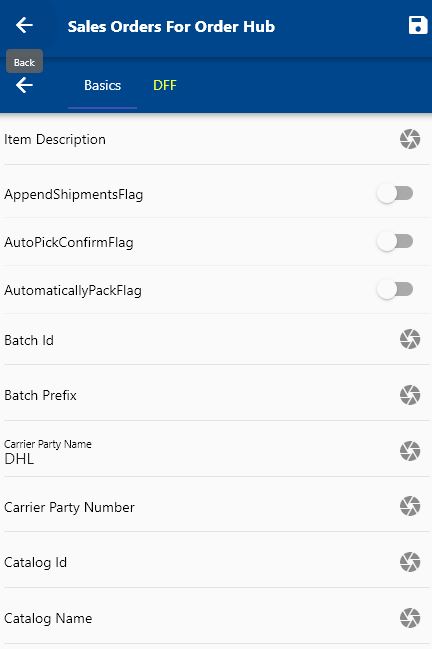 Sales Orders For Order Hub
Back
Basics DFF
Item Description
AppendShipmentsFlag
AutoPickConfirmFlag
AutomaticallyPackFlag
Batch Id
Batch Prefix
Carrier Party Name
DHL
Carrier Party Number
Catalog Id
Catalog Name